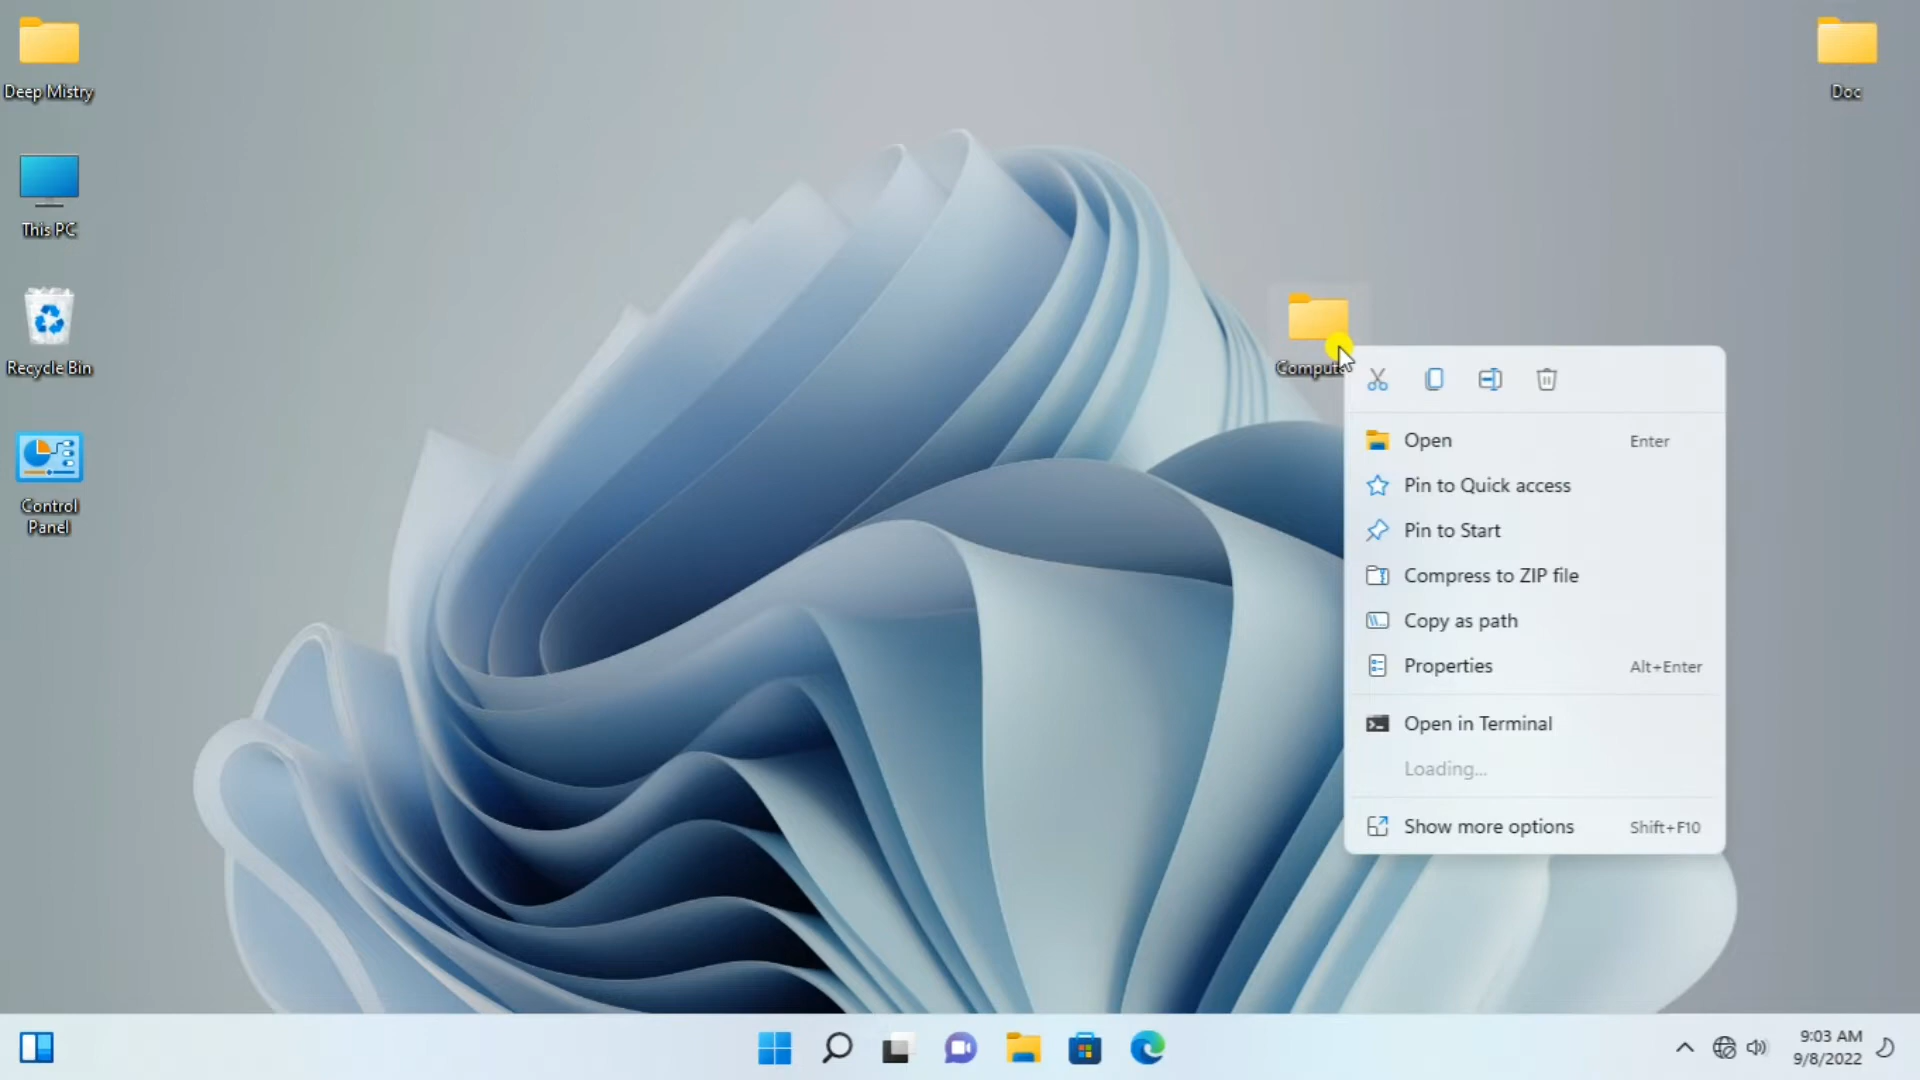 Deep Mistry
Doc
This PC
Recycle Bin
Control
Panel
Open Enter
Pin to Quick access
Pin to Start
Compress to ZIP file
Copy as path
Properties Alt+Enter
Open in Terminal
Loading...
Show more options Shift+F10
9:03 AM
9/8/2022